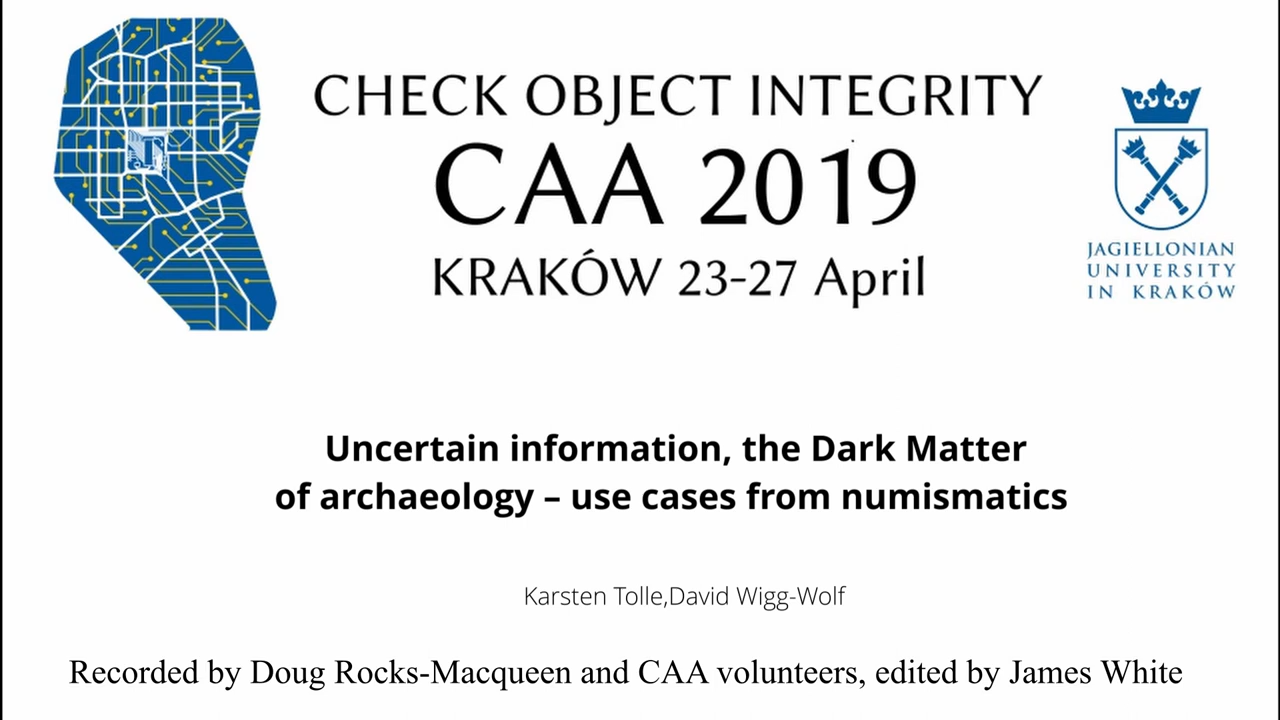 CHECK OBJECT INTEGRITY
CAA 2019
KRAKÓW 23-27 April
JAGIELLONIAN
UNIVERSITY
IN KRAKÓW
Uncertain information, the Dark Matter
of archaeology – use cases from numismatics
Karsten Tolle,David Wigg-Wolf
Recorded by Doug Rocks-Macqueen and CAA volunteers, edited by James White